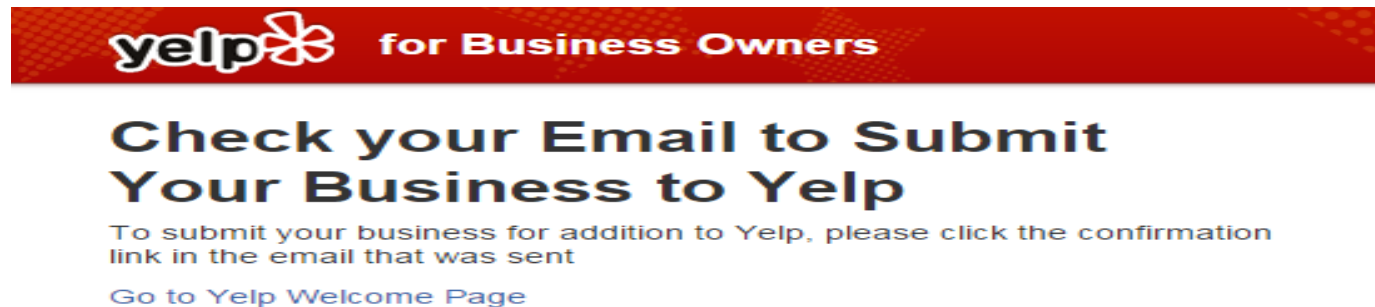 yelp for Business Owners
Check your Email to Submit
Your Business to Yelp
To submit your business for addition to Yelp, please click the confirmation
link in the email that was sent
Go to Yelp Welcome Page